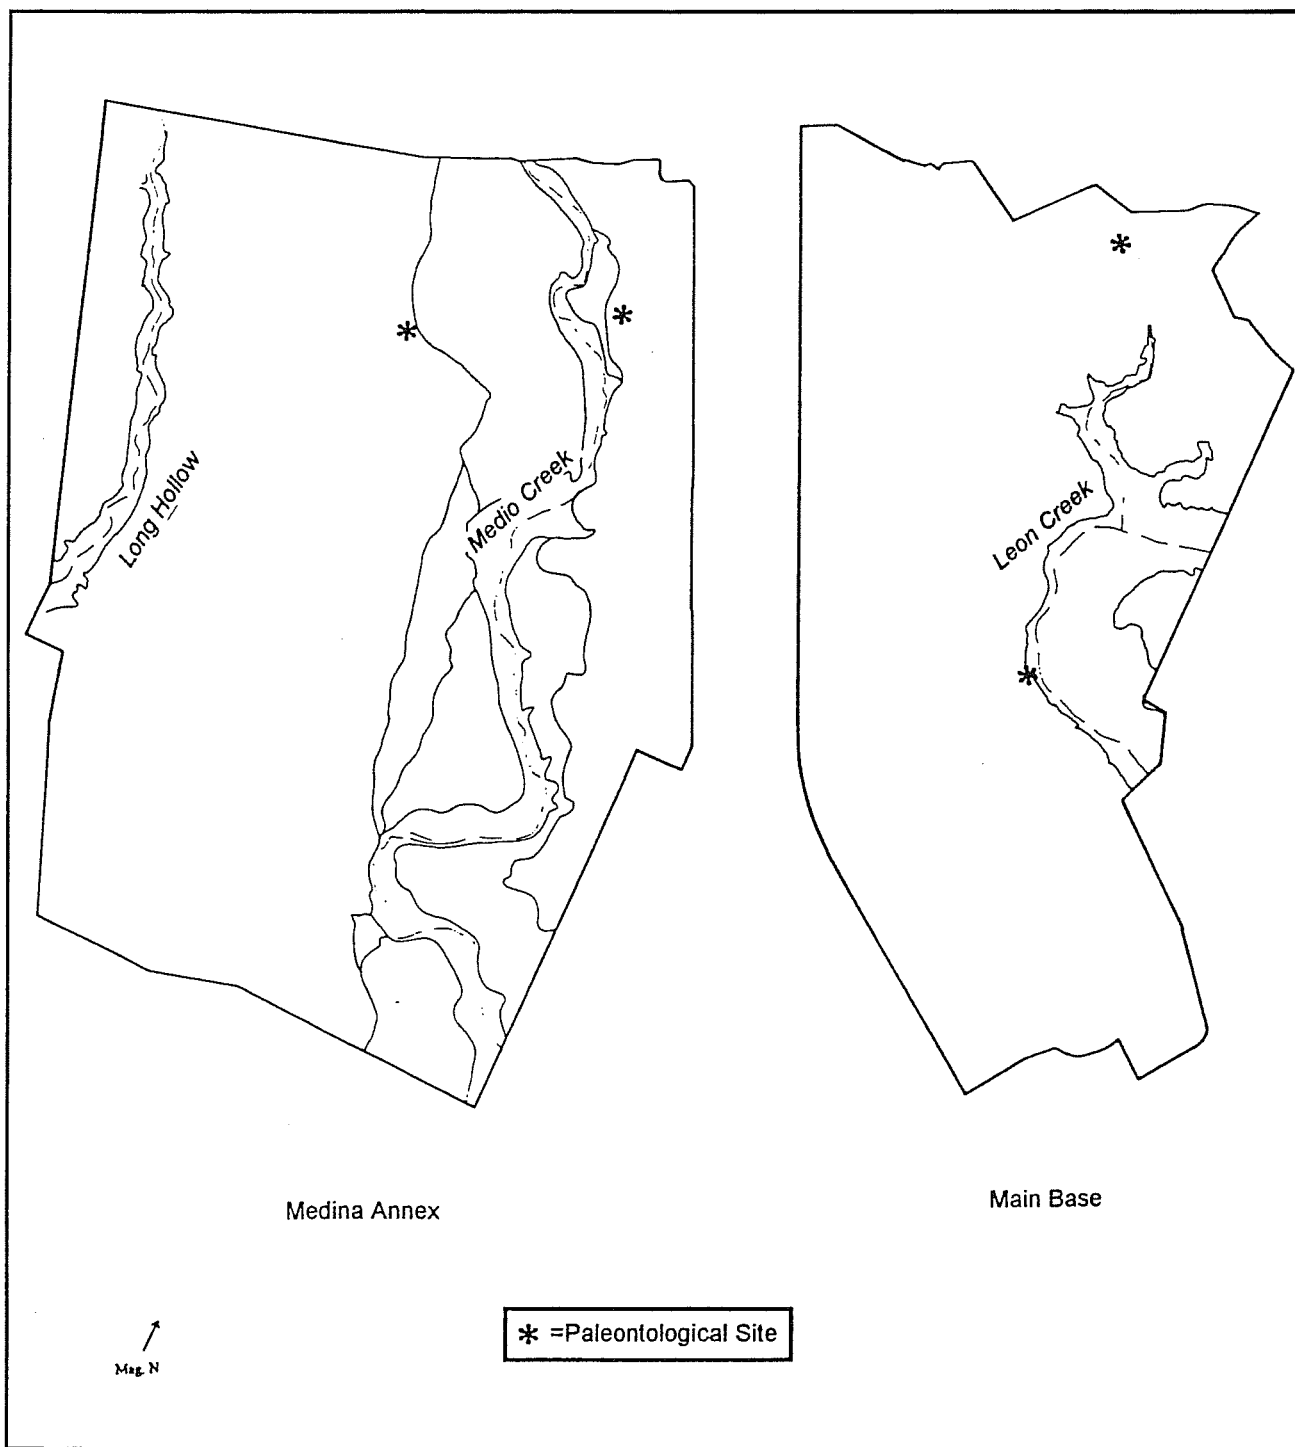 Long Hollow
Medio Creek
Leon Creek
Medina Annex
Main Base
Mag. N
* =Paleontological Site